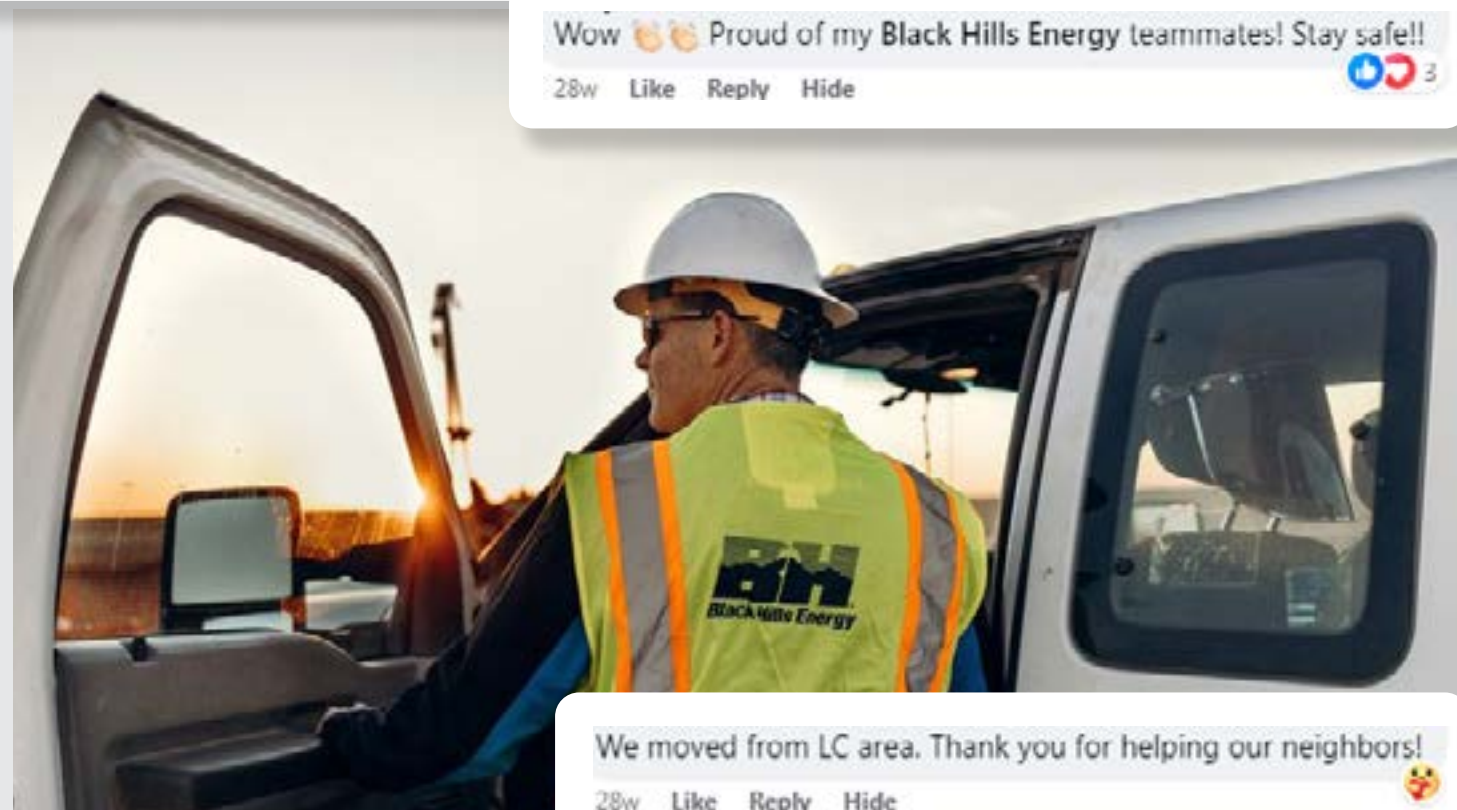 Wow 👏🏻👏🏻 Proud of my Black Hills Energy teammates! Stay safe!!
28w Like Reply Hide 3
BH
Black Hills Energy
We moved from LC area. Thank you for helping our neighbors!
28w Like Reply Hide